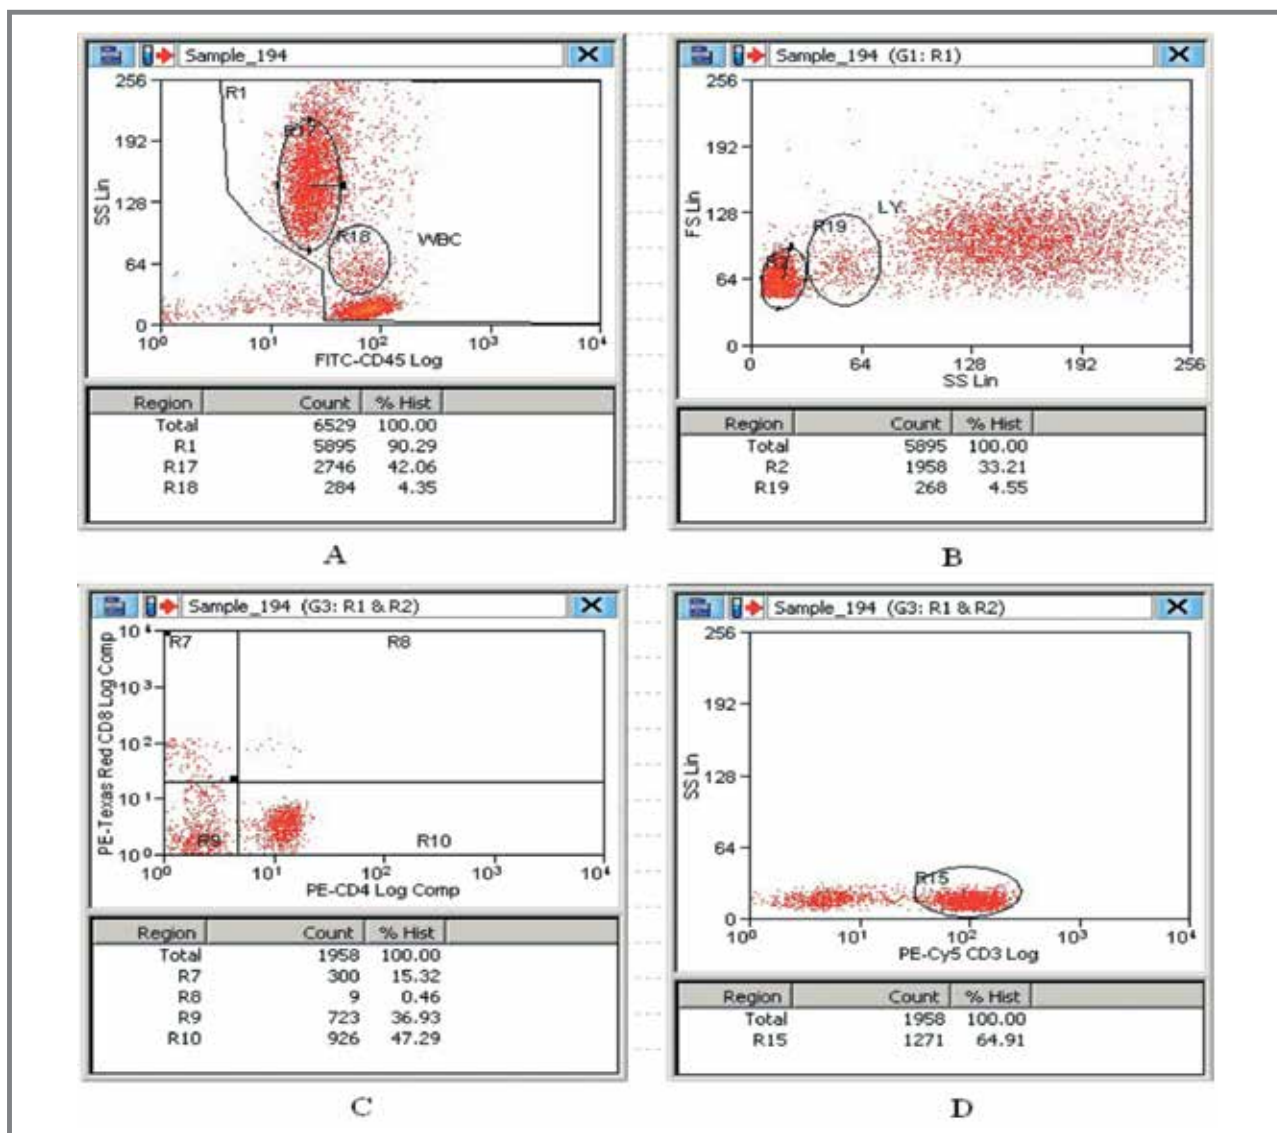 Sample_194
256
192
128
64
0
SS Lin
R1
R17
R18
WBC
10⁰ 10¹ 10² 10³ 10⁴
FITC-CD45 Log
Region Count % Hist
Total 6529 100.00
R1 5895 90.29
R17 2746 42.06
R18 284 4.35
A
Sample_194 (G1: R1)
256
192
128
64
0
FS Lin
LY
R19
R2
0 64 128 192 256
SS Lin
Region Count % Hist
Total 5895 100.00
R2 1958 33.21
R19 268 4.55
B
Sample_194 (G3: R1 & R2)
10⁴
10³
10²
10¹
10⁰
PE-Texas Red CD8 Log Comp
R7 R8
R9 R10
10⁰ 10¹ 10² 10³ 10⁴
PE-CD4 Log Comp
Region Count % Hist
Total 1958 100.00
R7 300 15.32
R8 9 0.46
R9 723 36.93
R10 926 47.29
C
Sample_194 (G3: R1 & R2)
256
192
128
64
0
SS Lin
R15
10⁰ 10¹ 10² 10³ 10⁴
PE-Cy5 CD3 Log
Region Count % Hist
Total 1958 100.00
R15 1271 64.91
D